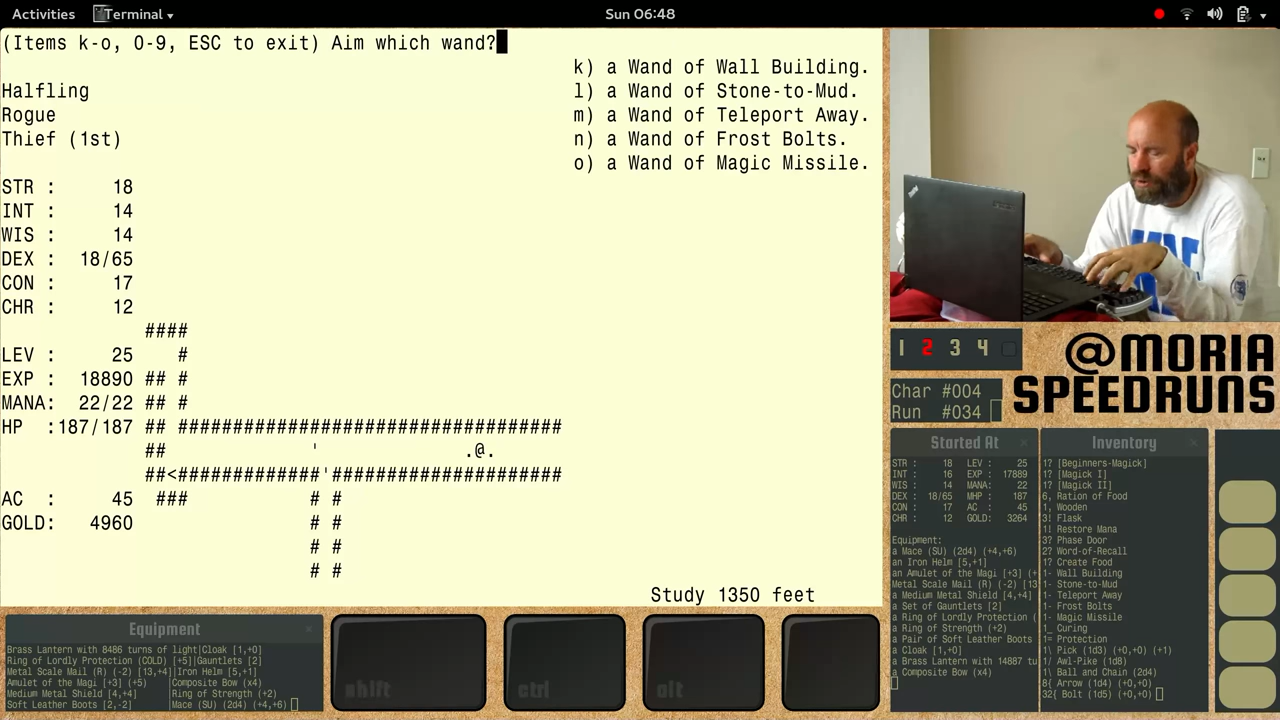 Activities
Terminal
Sun 06:48
(Items k-o, 0-9, ESC to exit) Aim which wand?
k) a Wand of Wall Building.
l) a Wand of Stone-to-Mud.
m) a Wand of Teleport Away.
n) a Wand of Frost Bolts.
o) a Wand of Magic Missile.
Halfling
Rogue
Thief (1st)
STR : 18
INT : 14
WIS : 14
DEX : 18/65
CON : 17
CHR : 12
####
LEV : 25 #
EXP : 18890 ## #
MANA: 22/22 ## #
HP :187/187 ## ###################################
## ' .@.
##<#############'#####################
AC : 45 ### # #
GOLD: 4960 # #
# #
# #
Study 1350 feet
1 2 3 4
Char #004
Run #034
@MORIA
SPEEDRUNS
Started At
STR : 18 LEV : 25
INT : 16 EXP : 17889
WIS : 14 MANA: 22
DEX : 18/65 MHP : 187
CON : 17 AC : 45
CHR : 12 GOLD: 3264
Equipment:
a Mace (SU) (2d4) (+4,+6)
an Iron Helm [5,+1]
an Amulet of the Magi [+3] (+
Metal Scale Mail (R) (-2) [13
a Medium Metal Shield [4,+4]
a Set of Gauntlets [2]
a Ring of Lordly Protection (
a Ring of Strength (+2)
a Pair of Soft Leather Boots
a Cloak [1,+0]
a Brass Lantern with 14887 tu
a Composite Bow (x4)
Inventory
1? [Beginners-Magick]
1? [Magick I]
1? [Magick II]
6, Ration of Food
1, Wooden
3! Flask
1! Restore Mana
3? Phase Door
2? Word-of-Recall
1? Create Food
1- Wall Building
1- Stone-to-Mud
1- Teleport Away
1- Frost Bolts
1- Magic Missile
1_ Curing
1= Protection
1\ Pick (1d3) (+0,+0) (+1)
1\ Awl-Pike (1d8)
1\ Ball and Chain (2d4)
8{ Arrow (1d4) (+0,+0)
32{ Bolt (1d5) (+0,+0)
Equipment
Brass Lantern with 8486 turns of light|Cloak [1,+0]
Ring of Lordly Protection (COLD) [+5]|Gauntlets [2]
Metal Scale Mail (R) (-2) [13,+4]|Iron Helm [5,+1]
Amulet of the Magi [+3] (+5) |Composite Bow (x4)
Medium Metal Shield [4,+4] |Ring of Strength (+2)
Soft Leather Boots [2,-2] |Mace (SU) (2d4) (+4,+6)
shift
ctrl
alt